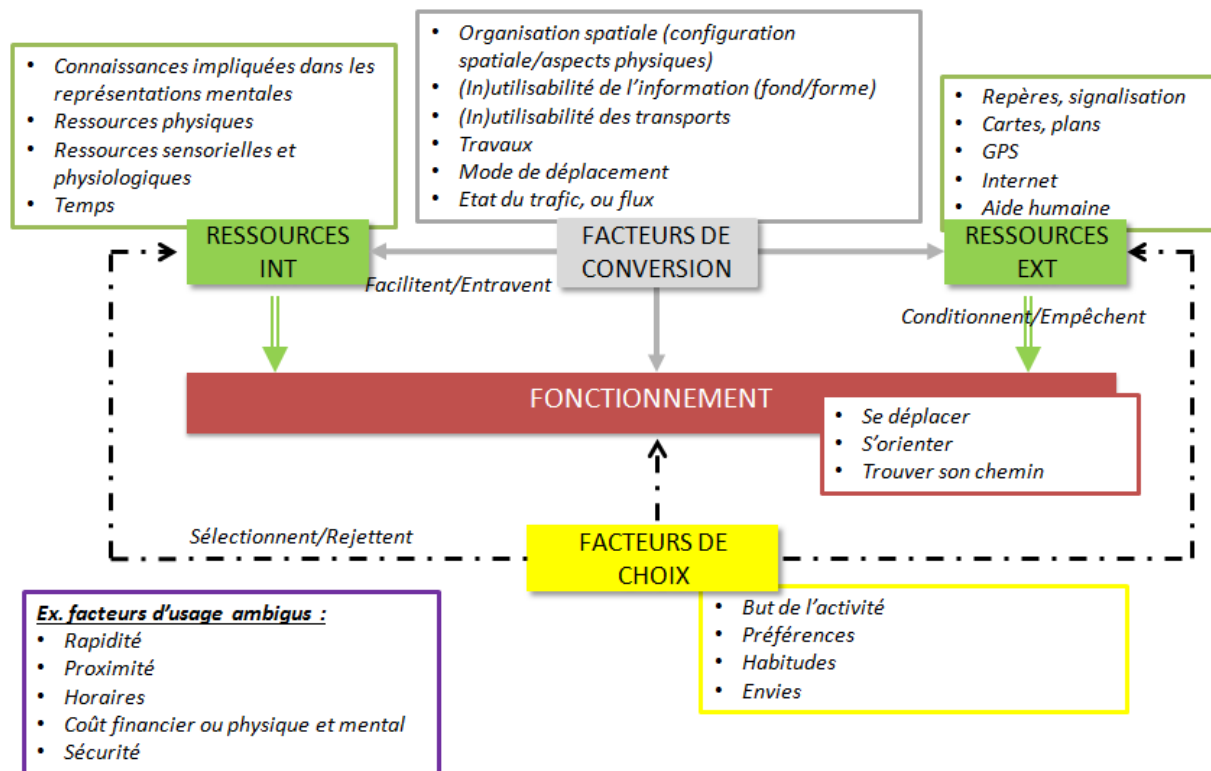 • Connaissances impliquées dans les
représentations mentales
• Ressources physiques
• Ressources sensorielles et
physiologiques
• Temps
• Organisation spatiale (configuration
spatiale/aspects physiques)
• (In)utilisabilité de l'information (fond/forme)
• (In)utilisabilité des transports
• Travaux
• Mode de déplacement
• Etat du trafic, ou flux
• Repères, signalisation
• Cartes, plans
• GPS
• Internet
• Aide humaine
RESSOURCES
INT
FACTEURS DE
CONVERSION
RESSOURCES
EXT
Facilitent/Entravent
Conditionnent/Empêchent
FONCTIONNEMENT
• Se déplacer
• S'orienter
• Trouver son chemin
Sélectionnent/Rejettent
FACTEURS DE
CHOIX
Ex. facteurs d'usage ambigus :
• Rapidité
• Proximité
• Horaires
• Coût financier ou physique et mental
• Sécurité
• But de l'activité
• Préférences
• Habitudes
• Envies